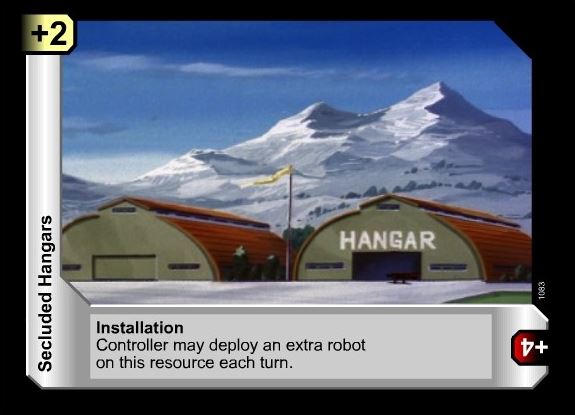 +2
HANGAR
Secluded Hangars
1083
Installation
Controller may deploy an extra robot
on this resource each turn.
+4